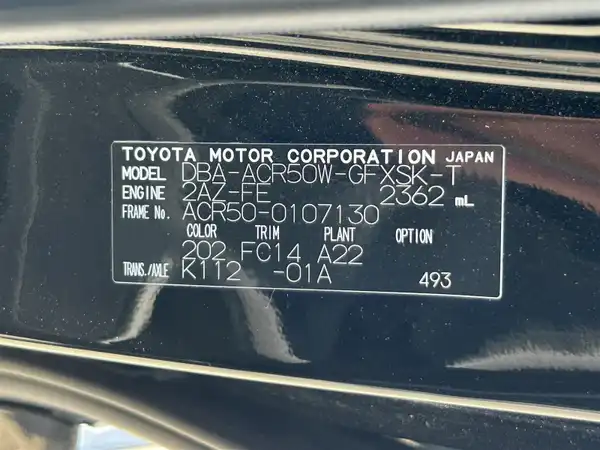 TOYOTA MOTOR CORPORATION JAPAN
MODEL DBA-ACR50W-GFXSK-T
ENGINE 2AZ-FE 2362 mL
FRAME No. ACR50-0107130
COLOR TRIM PLANT OPTION
202 FC14 A22
TRANS./AXLE K112 -01A 493